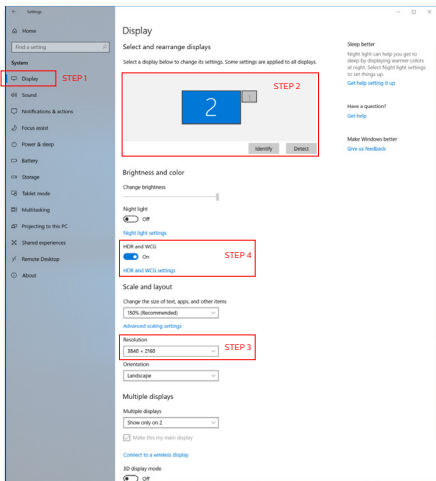 Settings
Home
Find a setting
System
Display
STEP 1
Sound
Notifications & actions
Focus assist
Power & sleep
Battery
Storage
Tablet mode
Multitasking
Projecting to this PC
Shared experiences
Remote Desktop
About
Display
Select and rearrange displays
Select a display below to change its settings. Some settings are applied to all displays.
STEP 2
2
1
Identify
Detect
Brightness and color
Change brightness
Night light
Off
Night light settings
HDR and WCG
On
STEP 4
HDR and WCG settings
Scale and layout
Change the size of text, apps, and other items
150% (Recommended)
Advanced scaling settings
Resolution
3840 × 2160
STEP 3
Orientation
Landscape
Multiple displays
Multiple displays
Show only on 2
Make this my main display
Connect to a wireless display
3D display mode
Off
Sleep better
Night light can help you get to
sleep by displaying warmer colors
at night. Select Night light settings
to set things up.
Get help setting it up
Have a question?
Get help
Make Windows better
Give us feedback